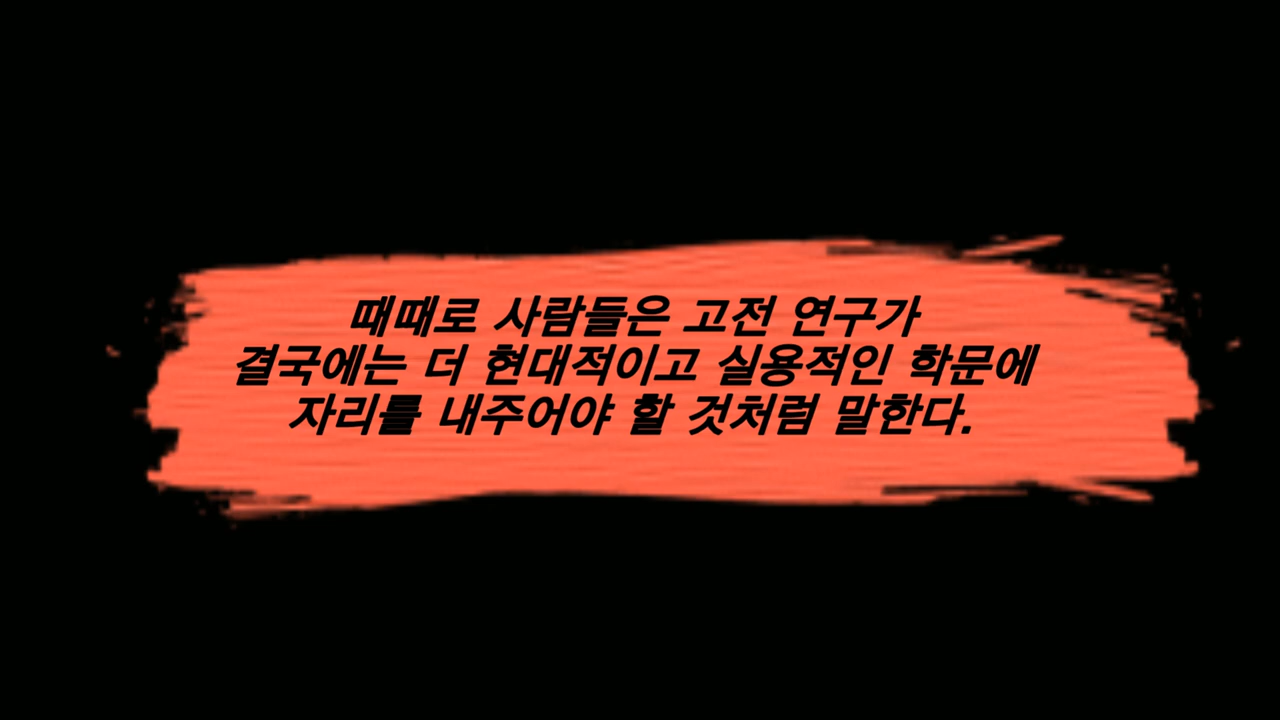 때때로 사람들은 고전 연구가
결국에는 더 현대적이고 실용적인 학문에
자리를 내주어야 할 것처럼 말한다.